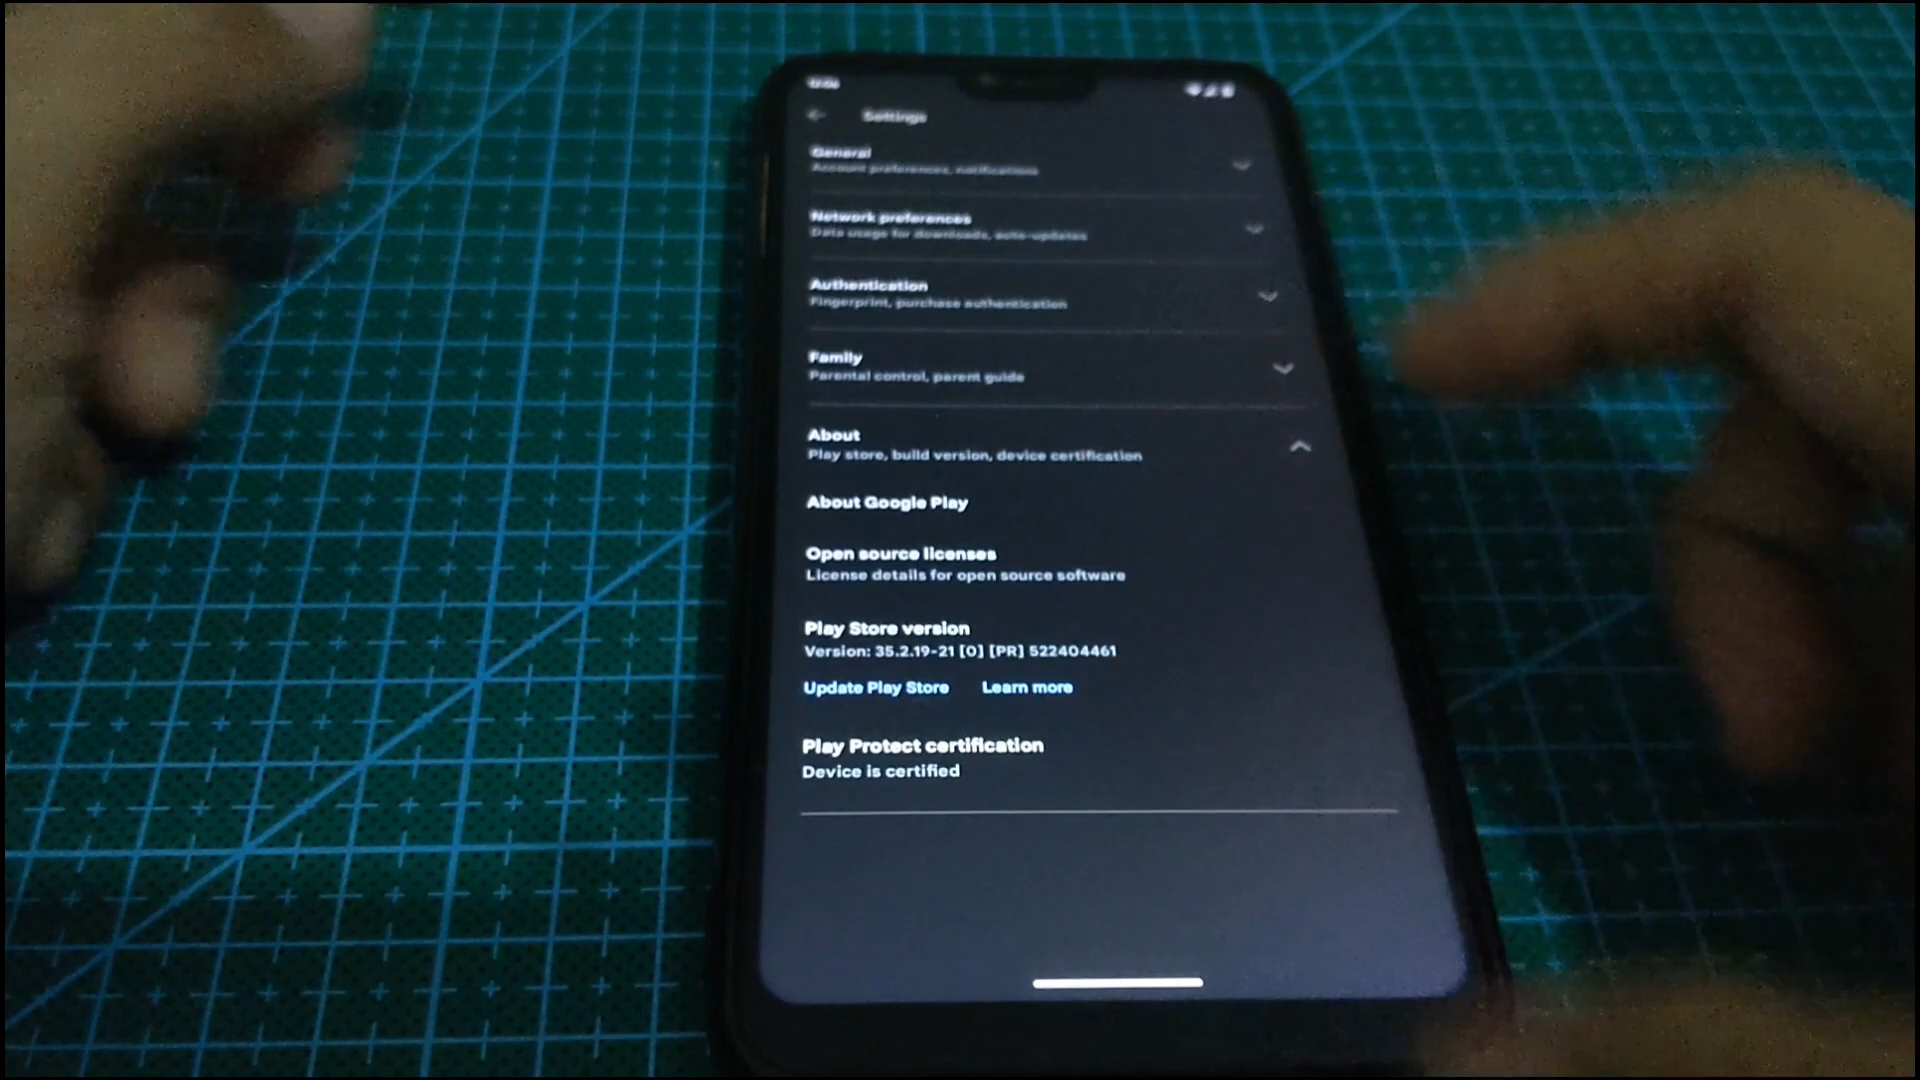 Settings
General
Account preferences, notifications
Network preferences
Data usage for downloads, auto-updates
Authentication
Fingerprint, purchase authentication
Family
Parental control, parent guide
About
Play store, build version, device certification
About Google Play
Open source licenses
License details for open source software
Play Store version
Version: 35.2.19-21 [0] [PR] 522404461
Update Play Store Learn more
Play Protect certification
Device is certified